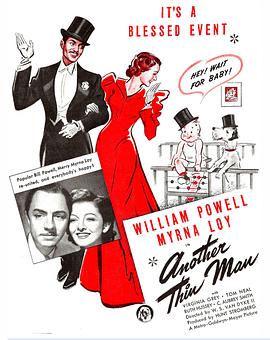 IT'S A
BLESSED EVENT
HEY! WAIT
FOR BABY!
Popular Bill Powell, Merry Myrna Loy
re-united, and everybody's happy!
WILLIAM POWELL
MYRNA LOY
IN
Another
Thin Man
with
VIRGINIA GREY • TOM NEAL
RUTH HUSSEY • C. AUBREY SMITH
Directed by W. S. VAN DYKE II
Produced by HUNT STROMBERG
A Metro-Goldwyn-Mayer Picture